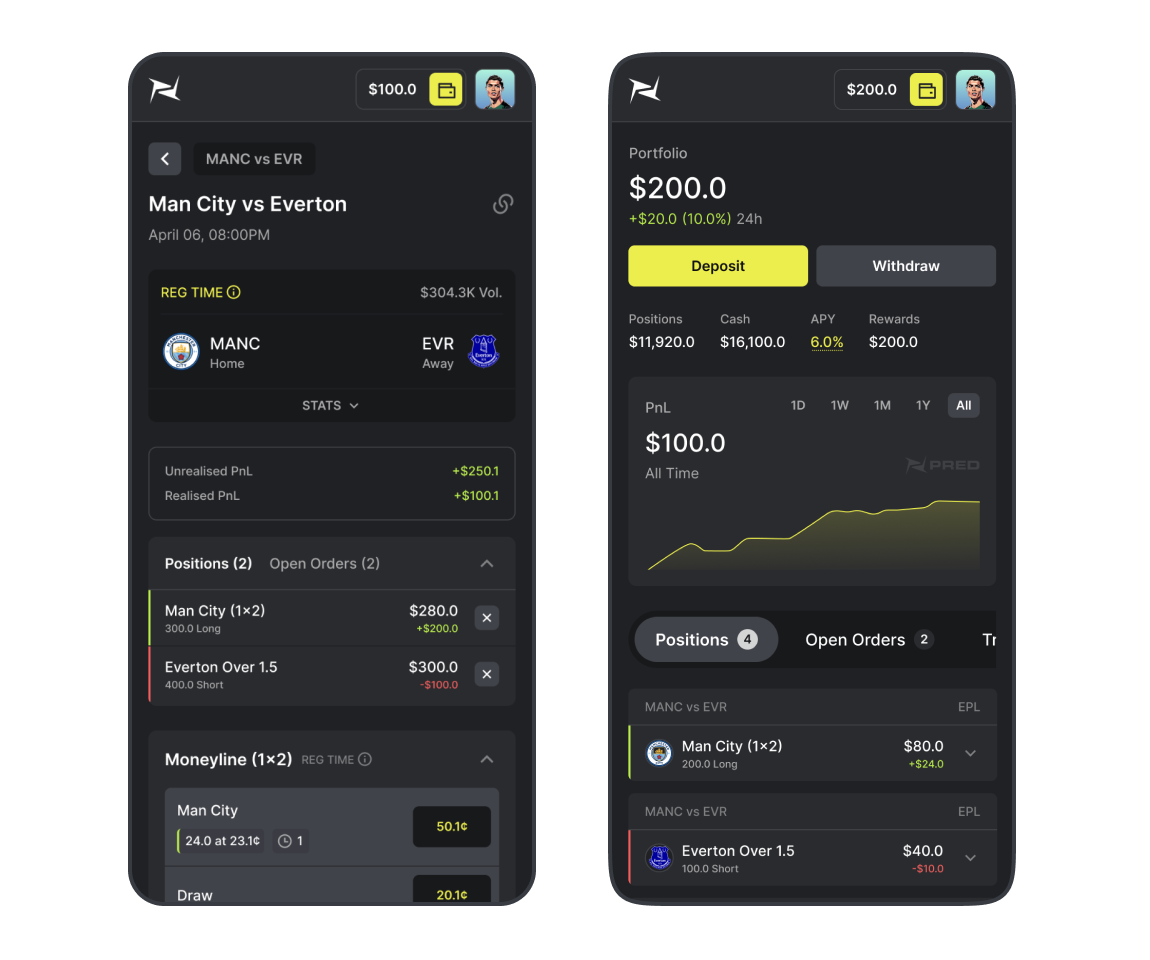 $100.0
MANC vs EVR
Man City vs Everton
April 06, 08:00PM
REG TIME $304.3K Vol.
MANC EVR
Home Away
STATS
Unrealised PnL +$250.1
Realised PnL +$100.1
Positions (2) Open Orders (2)
Man City (1×2) $280.0
300.0 Long +$200.0
Everton Over 1.5 $300.0
400.0 Short -$100.0
Moneyline (1×2) REG TIME
Man City
50.1¢
24.0 at 23.1¢ 1
Draw 20.1¢
$200.0
Portfolio
$200.0
+$20.0 (10.0%) 24h
Deposit Withdraw
Positions Cash APY Rewards
$11,920.0 $16,100.0 6.0% $200.0
PnL 1D 1W 1M 1Y All
$100.0
All Time
PRED
Positions 4 Open Orders 2 Tr
MANC vs EVR EPL
Man City (1×2) $80.0
200.0 Long +$24.0
MANC vs EVR EPL
Everton Over 1.5 $40.0
100.0 Short -$10.0